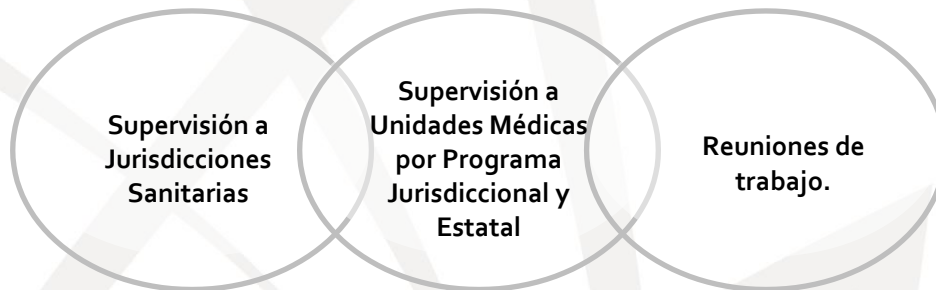 Supervisión a
Jurisdicciones
Sanitarias
Supervisión a
Unidades Médicas
por Programa
Jurisdiccional y
Estatal
Reuniones de
trabajo.